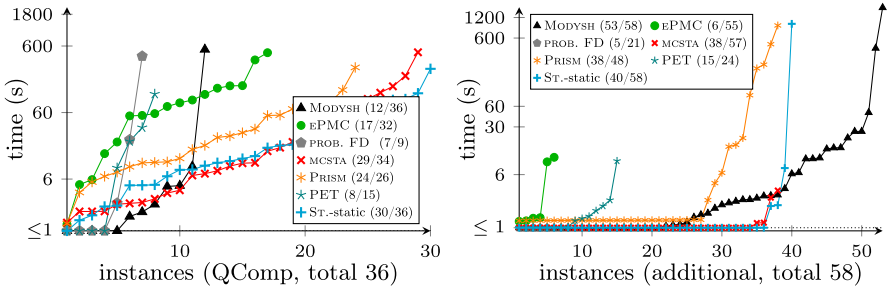 1800
600
60
6
≤ 1
time (s)
10
20
30
instances (QComp, total 36)
Modysh (12/36)
ePMC (17/32)
prob. FD (7/9)
mcsta (29/34)
Prism (24/26)
PET (8/15)
St.-static (30/36)
1200
600
60
30
6
≤ 1
time (s)
10
20
30
40
50
instances (additional, total 58)
Modysh (53/58)
ePMC (6/55)
prob. FD (5/21)
mcsta (38/57)
Prism (38/48)
PET (15/24)
St.-static (40/58)